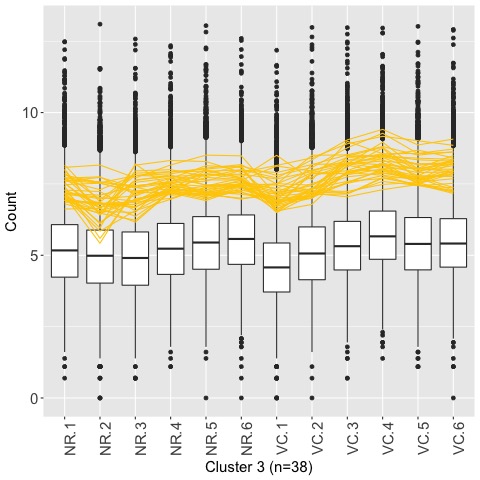 Count
10
5
0
NR.1
NR.2
NR.3
NR.4
NR.5
NR.6
VC.1
VC.2
VC.3
VC.4
VC.5
VC.6
Cluster 3 (n=38)